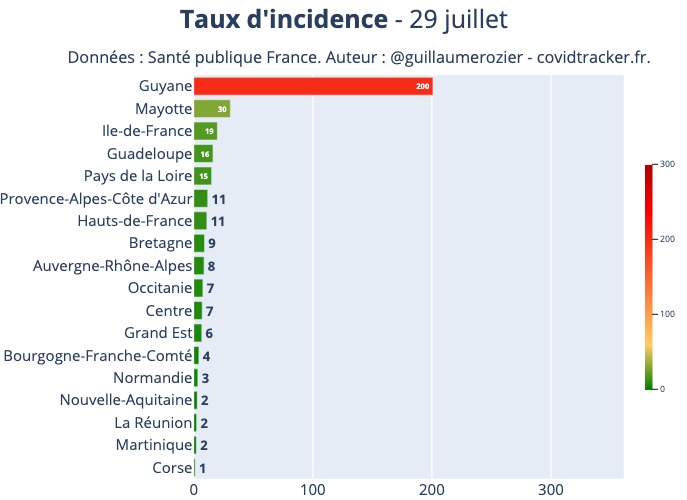 Taux d'incidence - 29 juillet
Données : Santé publique France. Auteur : @guillaumerozier - covidtracker.fr.
Guyane 200
Mayotte 30
Ile-de-France 19
Guadeloupe 16
Pays de la Loire 15
Provence-Alpes-Côte d'Azur 11
Hauts-de-France 11
Bretagne 9
Auvergne-Rhône-Alpes 8
Occitanie 7
Centre 7
Grand Est 6
Bourgogne-Franche-Comté 4
Normandie 3
Nouvelle-Aquitaine 2
La Réunion 2
Martinique 2
Corse 1
0 100 200 300
300
200
100
0